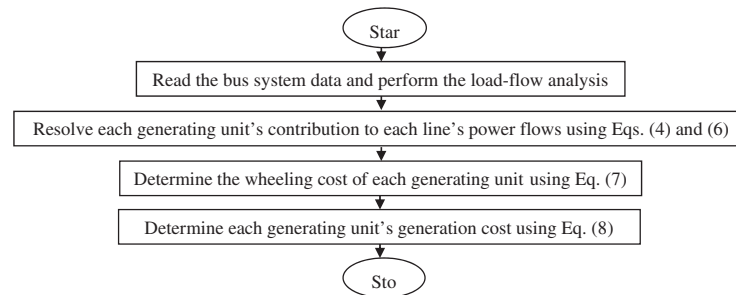 Star
Read the bus system data and perform the load-flow analysis
Resolve each generating unit's contribution to each line's power flows using Eqs. (4) and (6)
Determine the wheeling cost of each generating unit using Eq. (7)
Determine each generating unit's generation cost using Eq. (8)
Sto